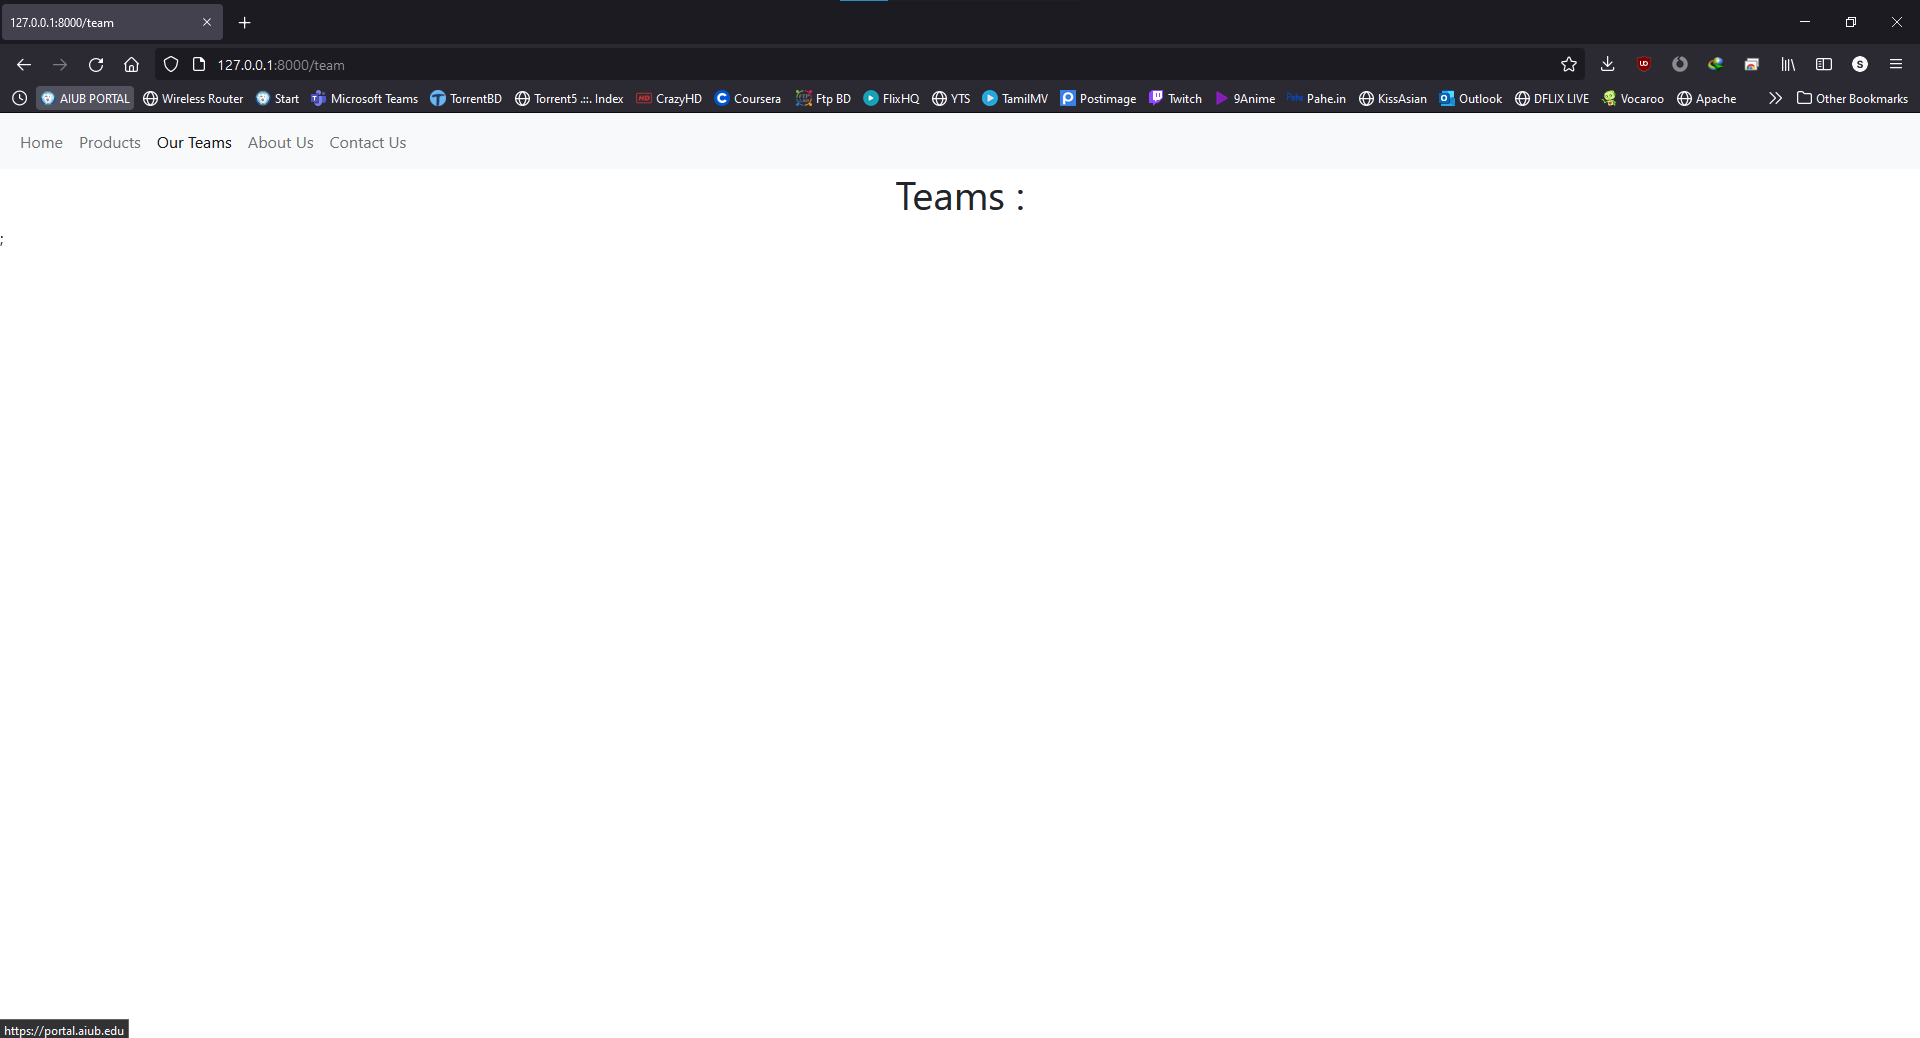 127.0.0.1:8000/team
127.0.0.1:8000/team
AIUB PORTAL Wireless Router Start Microsoft Teams TorrentBD Torrent5 .::. Index CrazyHD Coursera Ftp BD FlixHQ YTS TamilMV Postimage Twitch 9Anime Pahe.in KissAsian Outlook DFLIX LIVE Vocaroo Apache Other Bookmarks
Home Products Our Teams About Us Contact Us
Teams :
;
https://portal.aiub.edu